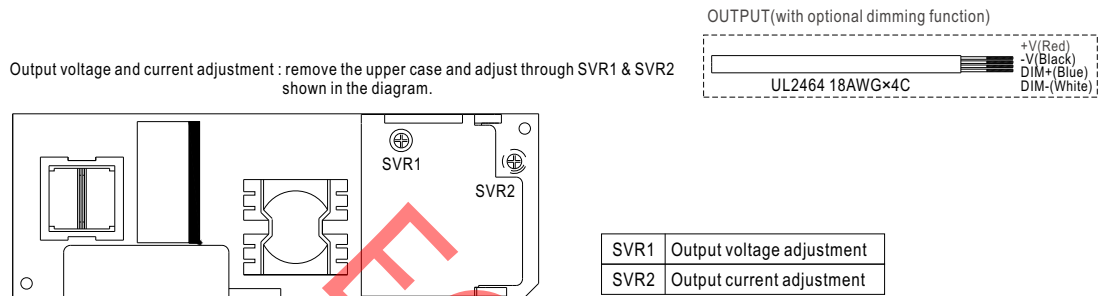 OUTPUT(with optional dimming function)
+V(Red)
-V(Black)
DIM+(Blue)
DIM-(White)
UL2464 18AWG×4C
Output voltage and current adjustment : remove the upper case and adjust through SVR1 & SVR2
shown in the diagram.
SVR1
SVR2
SVR1 Output voltage adjustment
SVR2 Output current adjustment